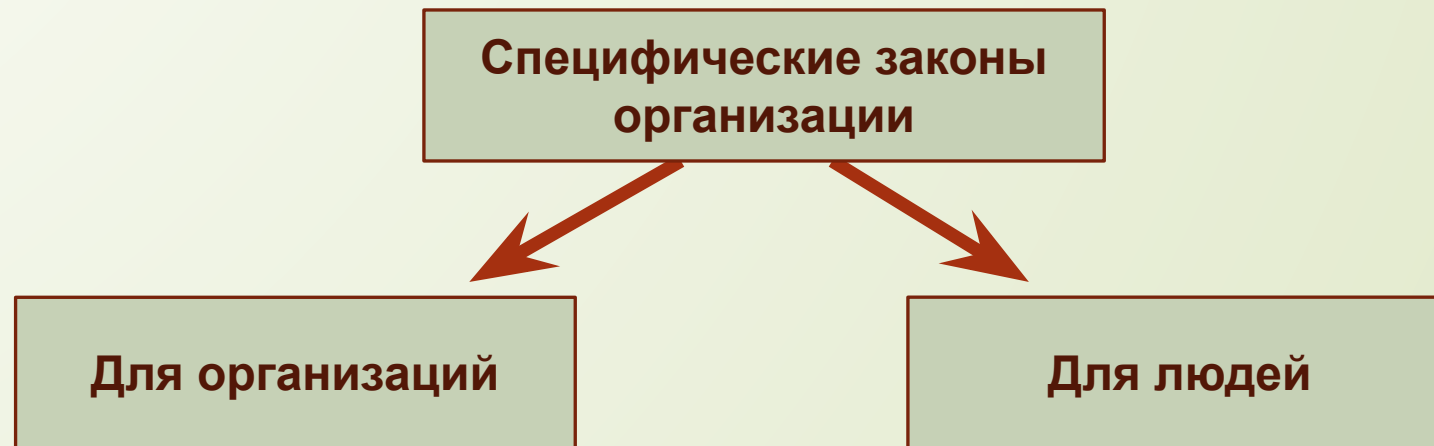 Специфические законы
организации
Для организаций
Для людей